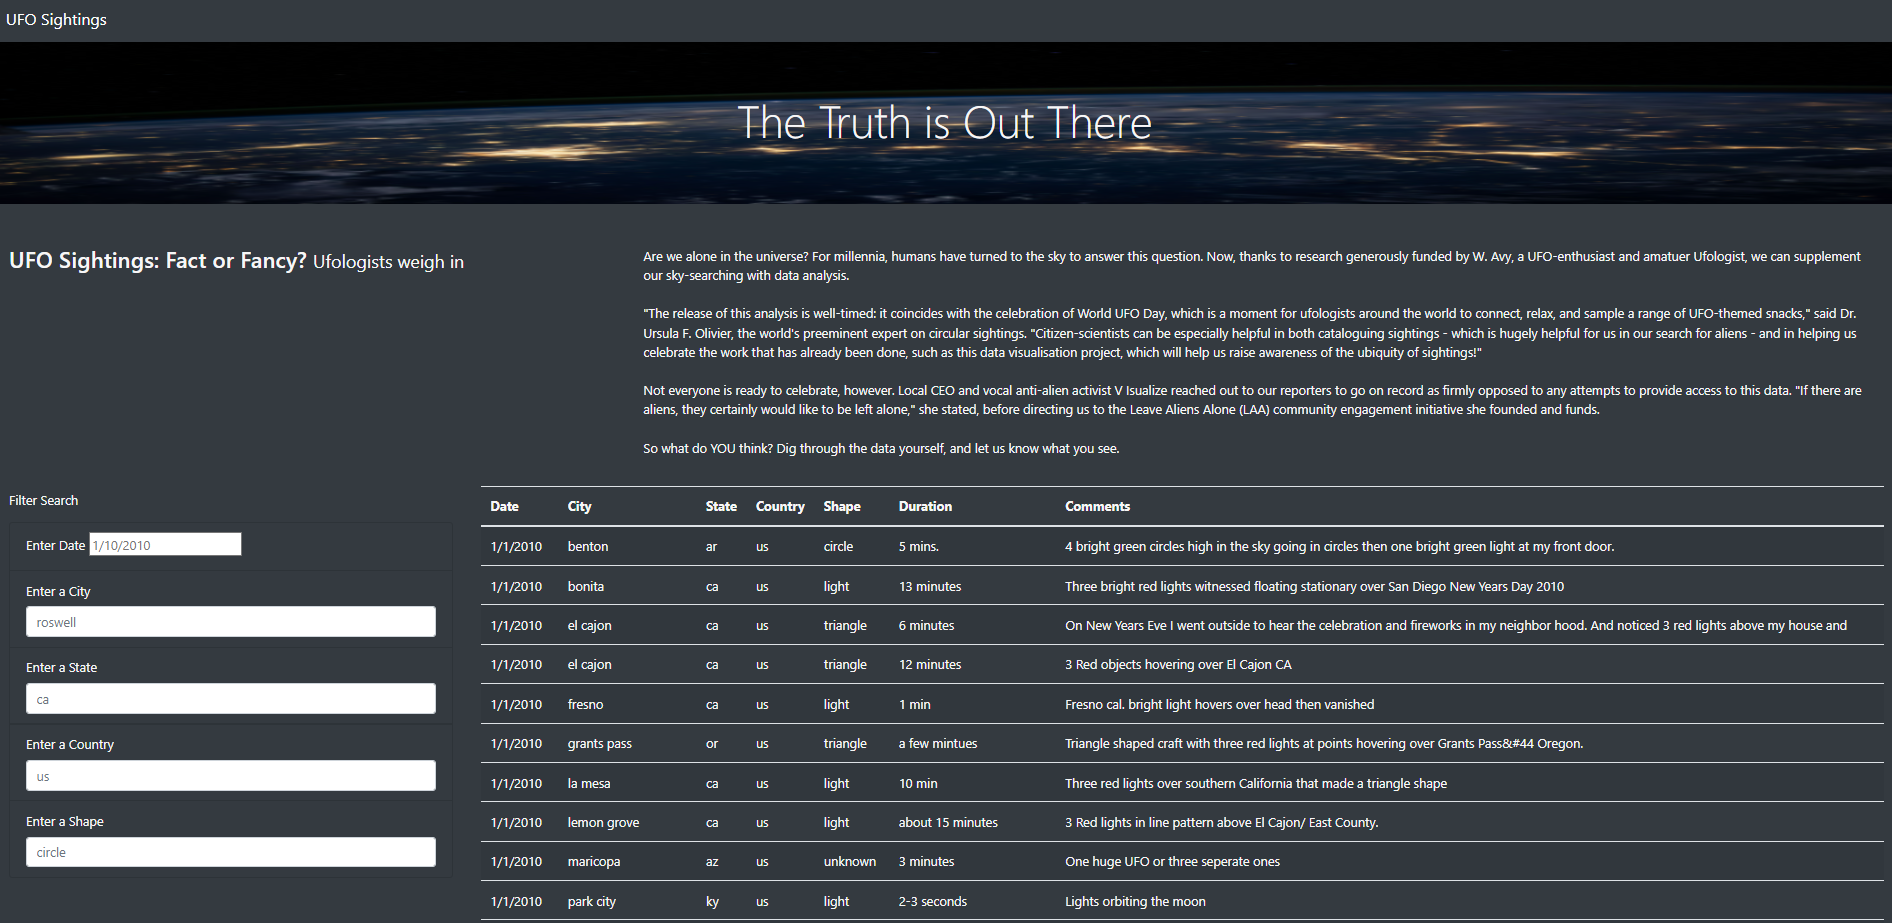 UFO Sightings
The Truth is Out There
UFO Sightings: Fact or Fancy? Ufologists weigh in
Are we alone in the universe? For millennia, humans have turned to the sky to answer this question. Now, thanks to research generously funded by W. Avy, a UFO-enthusiast and amatuer Ufologist, we can supplement
our sky-searching with data analysis.
"The release of this analysis is well-timed: it coincides with the celebration of World UFO Day, which is a moment for ufologists around the world to connect, relax, and sample a range of UFO-themed snacks," said Dr.
Ursula F. Olivier, the world's preeminent expert on circular sightings. "Citizen-scientists can be especially helpful in both cataloguing sightings - which is hugely helpful for us in our search for aliens - and in helping us
celebrate the work that has already been done, such as this data visualisation project, which will help us raise awareness of the ubiquity of sightings!"
Not everyone is ready to celebrate, however. Local CEO and vocal anti-alien activist V Isualize reached out to our reporters to go on record as firmly opposed to any attempts to provide access to this data. "If there are
aliens, they certainly would like to be left alone," she stated, before directing us to the Leave Aliens Alone (LAA) community engagement initiative she founded and funds.
So what do YOU think? Dig through the data yourself, and let us know what you see.
Filter Search
Enter Date 1/10/2010
Enter a City
roswell
Enter a State
ca
Enter a Country
us
Enter a Shape
circle
Date City State Country Shape Duration Comments
1/1/2010 benton ar us circle 5 mins. 4 bright green circles high in the sky going in circles then one bright green light at my front door.
1/1/2010 bonita ca us light 13 minutes Three bright red lights witnessed floating stationary over San Diego New Years Day 2010
1/1/2010 el cajon ca us triangle 6 minutes On New Years Eve I went outside to hear the celebration and fireworks in my neighbor hood. And noticed 3 red lights above my house and
1/1/2010 el cajon ca us triangle 12 minutes 3 Red objects hovering over El Cajon CA
1/1/2010 fresno ca us light 1 min Fresno cal. bright light hovers over head then vanished
1/1/2010 grants pass or us triangle a few mintues Triangle shaped craft with three red lights at points hovering over Grants Pass&#44 Oregon.
1/1/2010 la mesa ca us light 10 min Three red lights over southern California that made a triangle shape
1/1/2010 lemon grove ca us light about 15 minutes 3 Red lights in line pattern above El Cajon/ East County.
1/1/2010 maricopa az us unknown 3 minutes One huge UFO or three seperate ones
1/1/2010 park city ky us light 2-3 seconds Lights orbiting the moon